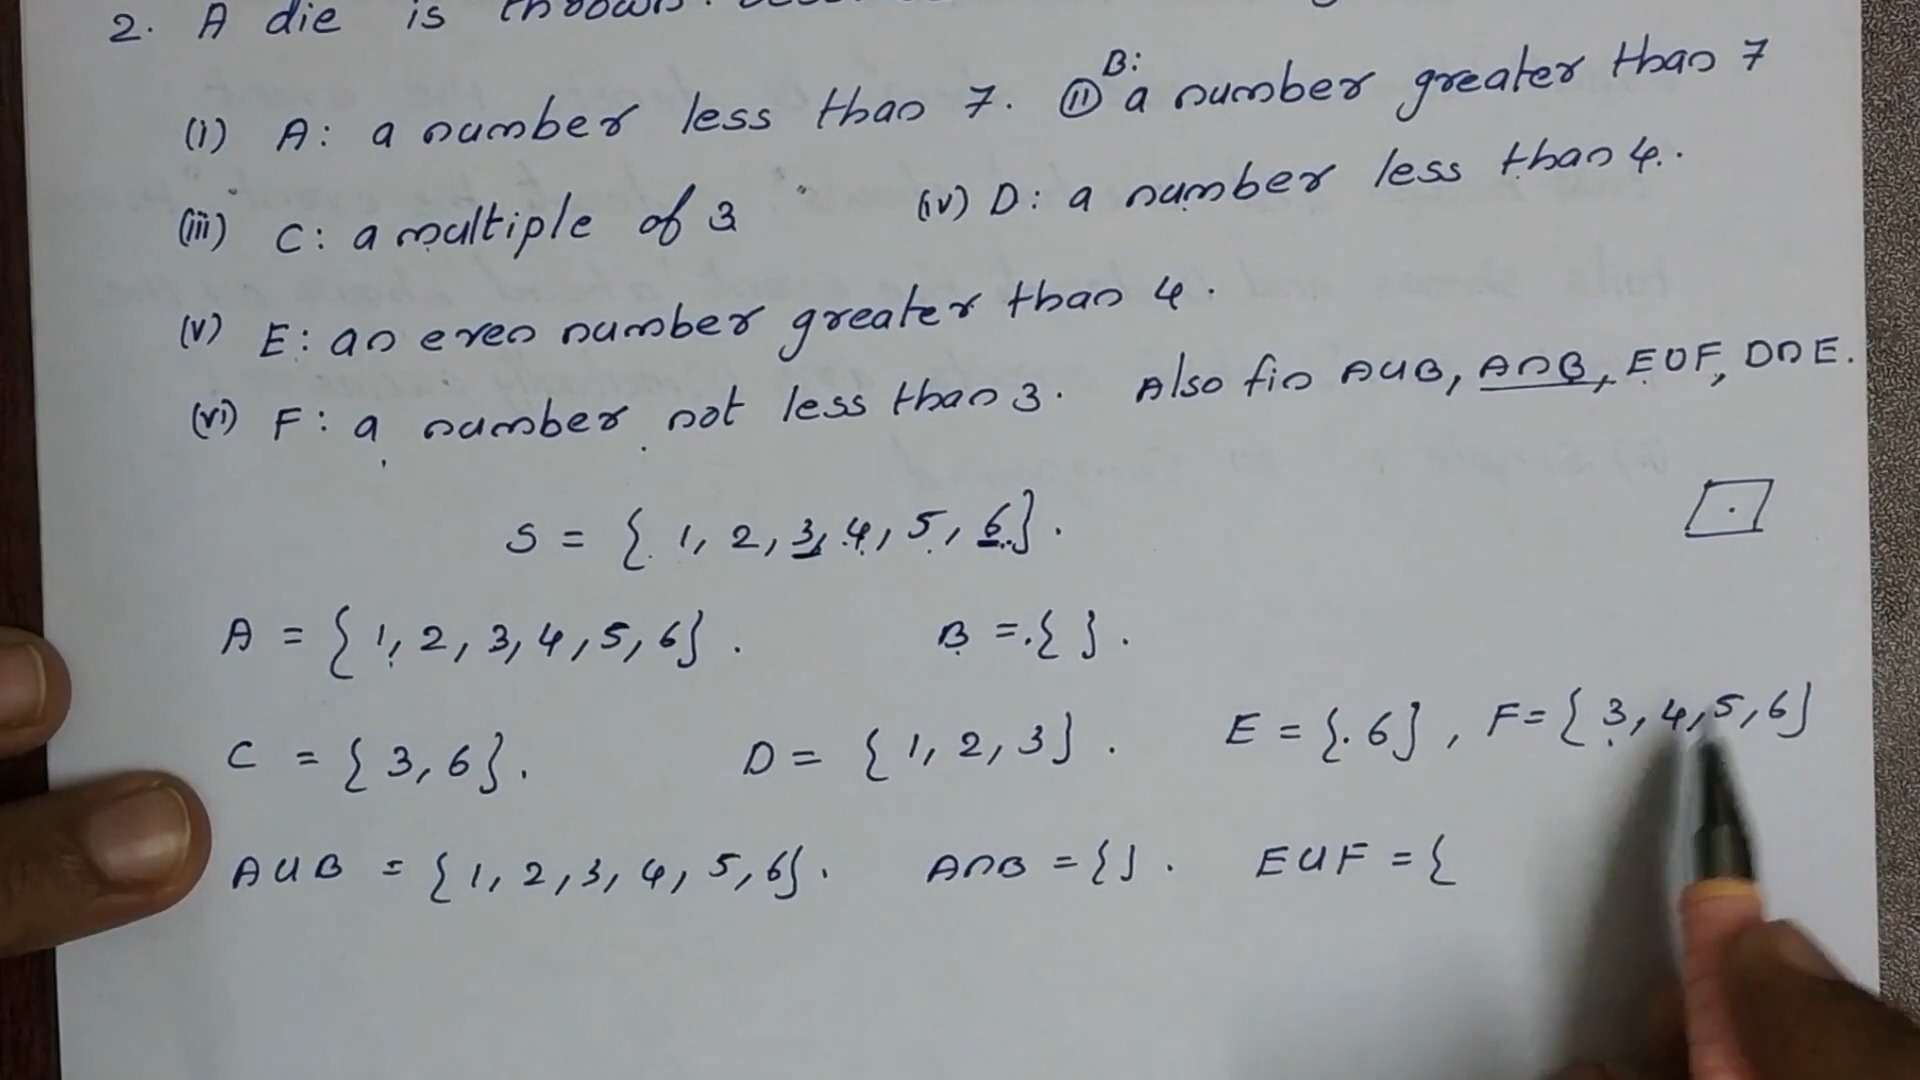 2. A die is thrown.
(i) A: a number less than 7. (ii) B: a number greater than 7
(iii) C: a multiple of 3 (iv) D: a number less than 4.
(v) E: an even number greater than 4.
(vi) F: a number not less than 3. Also fin A∪B, A∩B, E∪F, D∩E.
S = { 1, 2, 3, 4, 5, 6}.
A = { 1, 2, 3, 4, 5, 6}. B = { }.
C = { 3, 6}. D = { 1, 2, 3}. E = { 6}, F = { 3, 4, 5, 6}
A∪B = { 1, 2, 3, 4, 5, 6}. A∩B = { }. E∪F = {